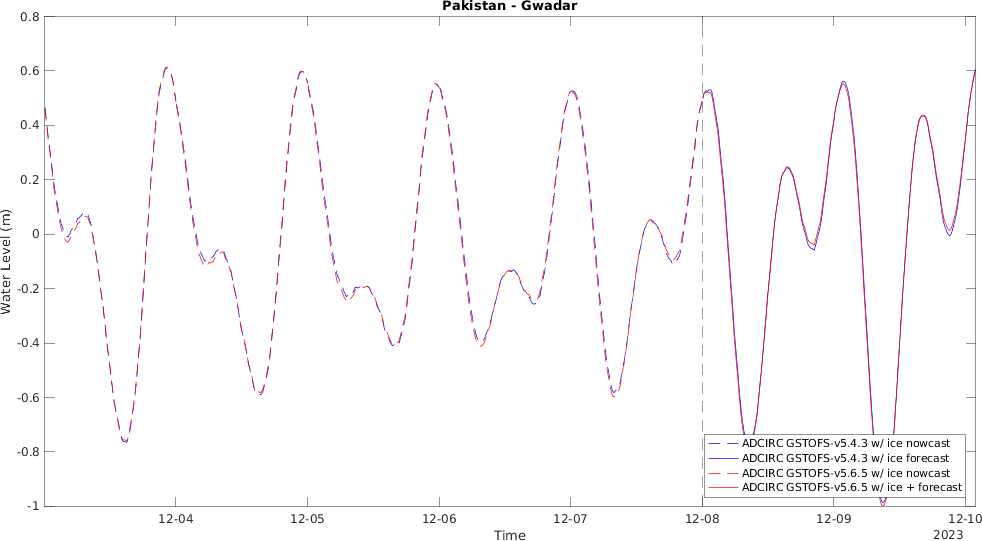 Pakistan - Gwadar
0.8
0.6
0.4
0.2
0
-0.2
-0.4
-0.6
-0.8
-1
Water Level (m)
ADCIRC GSTOFS-v5.4.3 w/ ice nowcast
ADCIRC GSTOFS-v5.4.3 w/ ice forecast
ADCIRC GSTOFS-v5.6.5 w/ ice nowcast
ADCIRC GSTOFS-v5.6.5 w/ ice + forecast
12-04 12-05 12-06 12-07 12-08 12-09 12-10
Time
2023